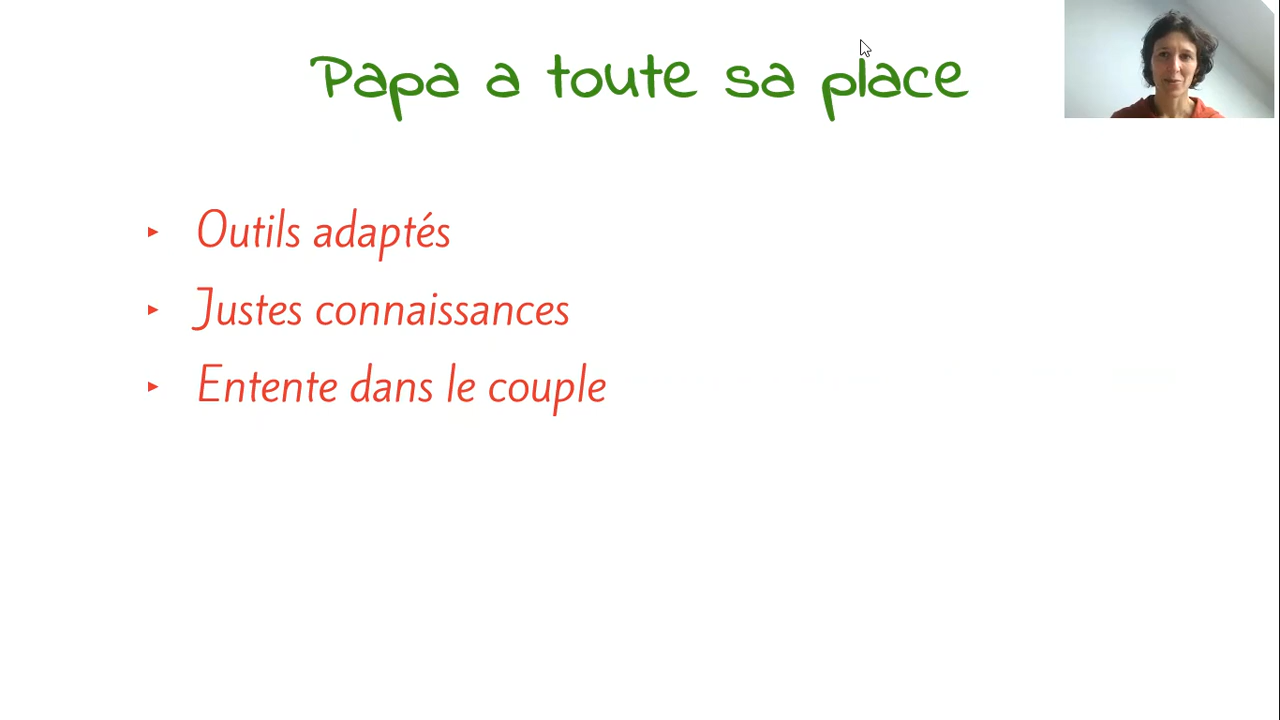 Papa a toute sa place
Outils adaptés
Justes connaissances
Entente dans le couple